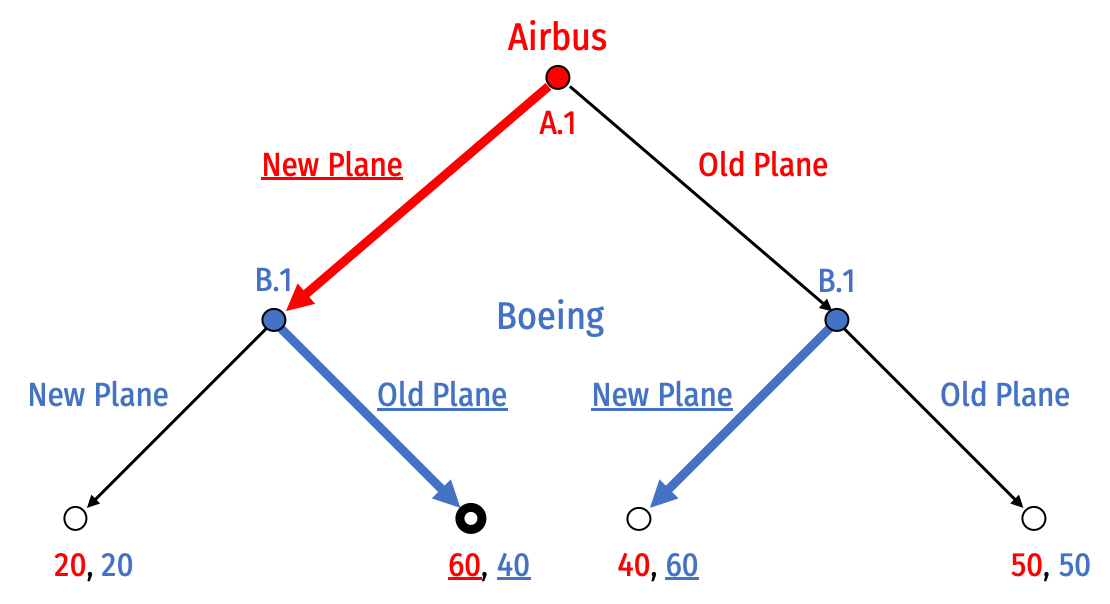 Airbus
A.1
New Plane
Old Plane
B.1
B.1
Boeing
New Plane
Old Plane
New Plane
Old Plane
20, 20
60, 40
40, 60
50, 50